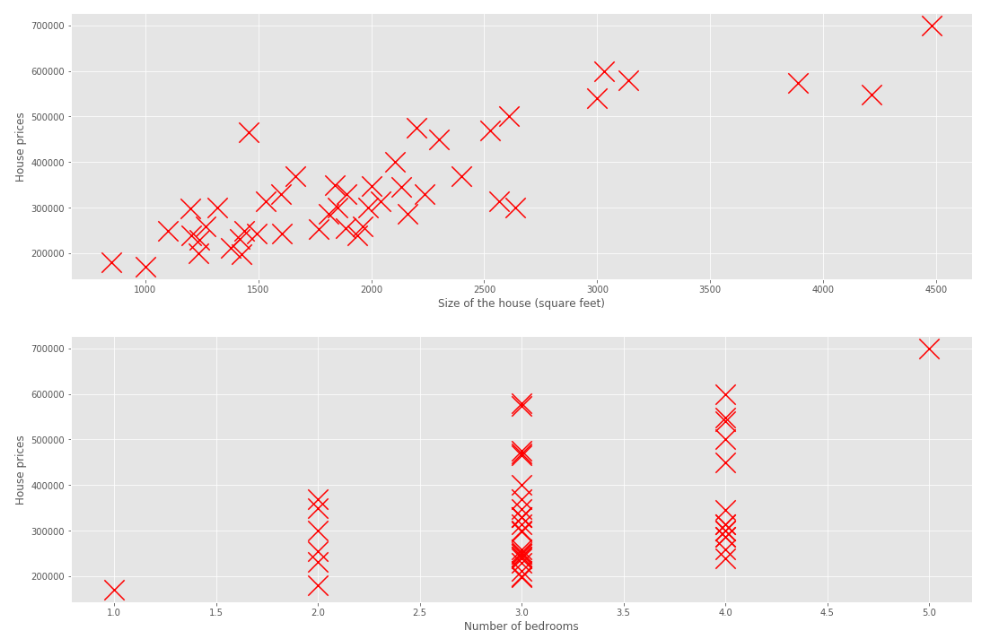 700000
600000
500000
400000
300000
200000
House prices
1000 1500 2000 2500 3000 3500 4000 4500
Size of the house (square feet)
700000
600000
500000
400000
300000
200000
House prices
1.0 1.5 2.0 2.5 3.0 3.5 4.0 4.5 5.0
Number of bedrooms